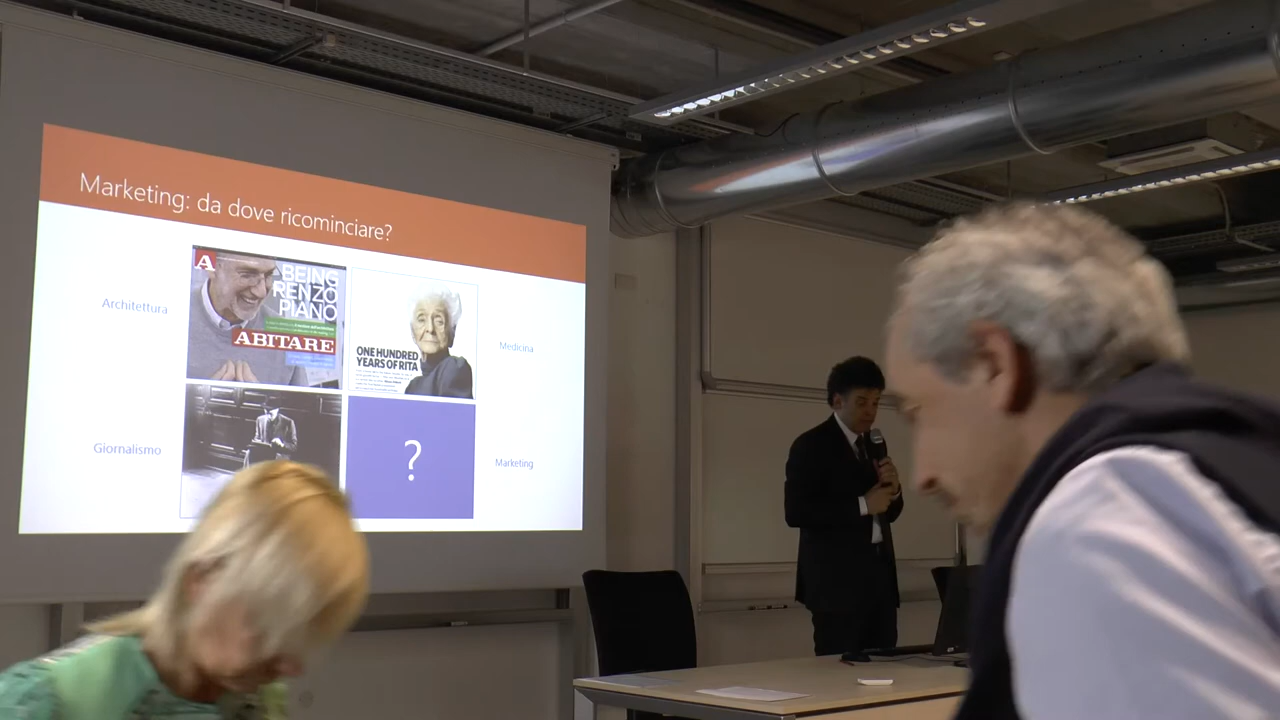 Marketing: da dove ricominciare?
Architettura
A
BEING
RENZO
PIANO
ABITARE
ONE HUNDRED
YEARS OF RITA
Medicina
Giornalismo
?
Marketing